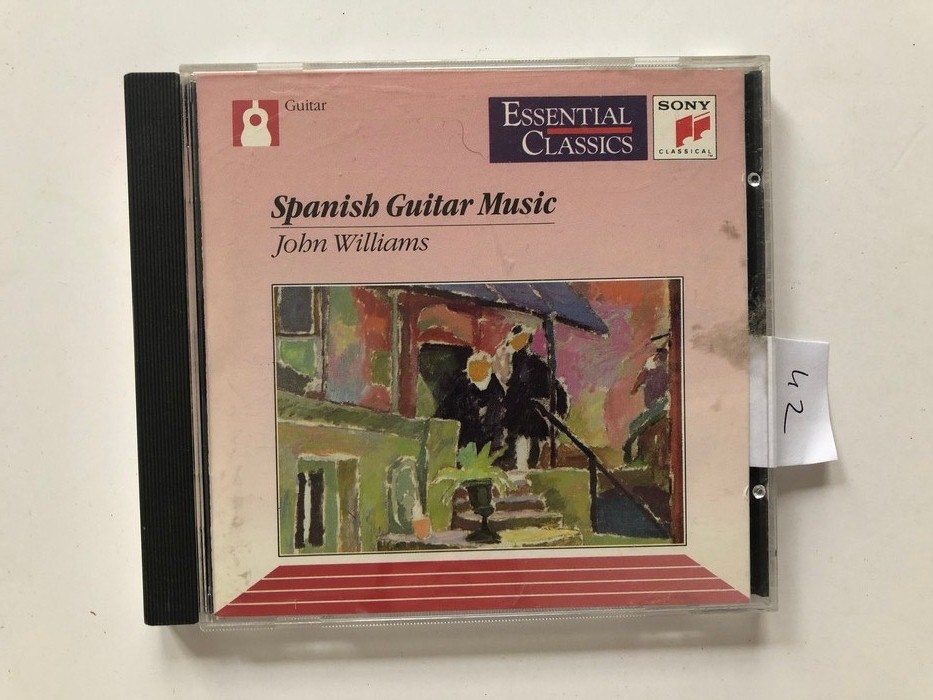 Guitar
ESSENTIAL
CLASSICS
SONY
CLASSICAL
Spanish Guitar Music
John Williams
42